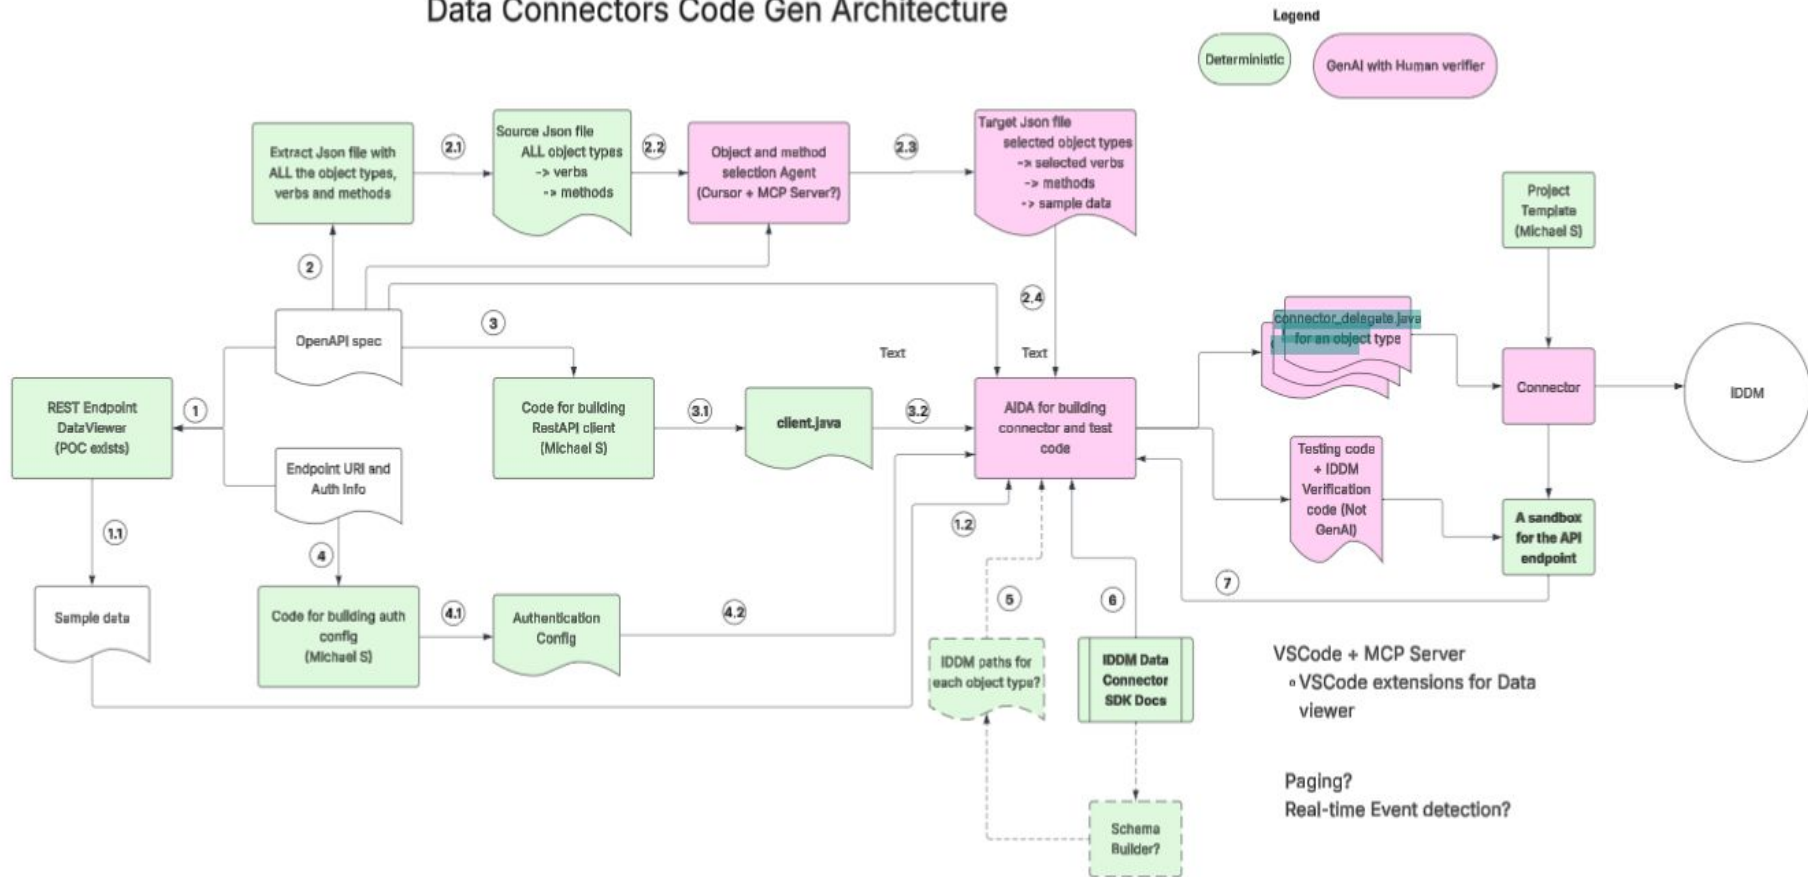 Data Connectors Code Gen Architecture
Legend
Deterministic
GenAI with Human verifier
Extract Json file with
ALL the object types,
verbs and methods
2.1
Source Json file
ALL object types
-> verbs
-> methods
2.2
Object and method
selection Agent
(Cursor + MCP Server?)
2.3
Target Json file
selected object types
-> selected verbs
-> methods
-> sample data
Project
Template
(Michael S)
2
2.4
OpenAPI spec
3
Text
Text
connector_delegate.java
for an object type
REST Endpoint
DataViewer
(POC exists)
1
Code for building
RestAPI client
(Michael S)
3.1
client.java
3.2
AIDA for building
connector and test
code
Connector
IDDM
Endpoint URI and
Auth Info
Testing code
+ IDDM
Verification
code (Not
GenAI)
A sandbox
for the API
endpoint
1.1
4
1.2
7
Sample data
Code for building auth
config
(Michael S)
4.1
Authentication
Config
4.2
5
6
IDDM paths for
each object type?
IDDM Data
Connector
SDK Docs
VSCode + MCP Server
VSCode extensions for Data
viewer
Paging?
Real-time Event detection?
Schema
Builder?